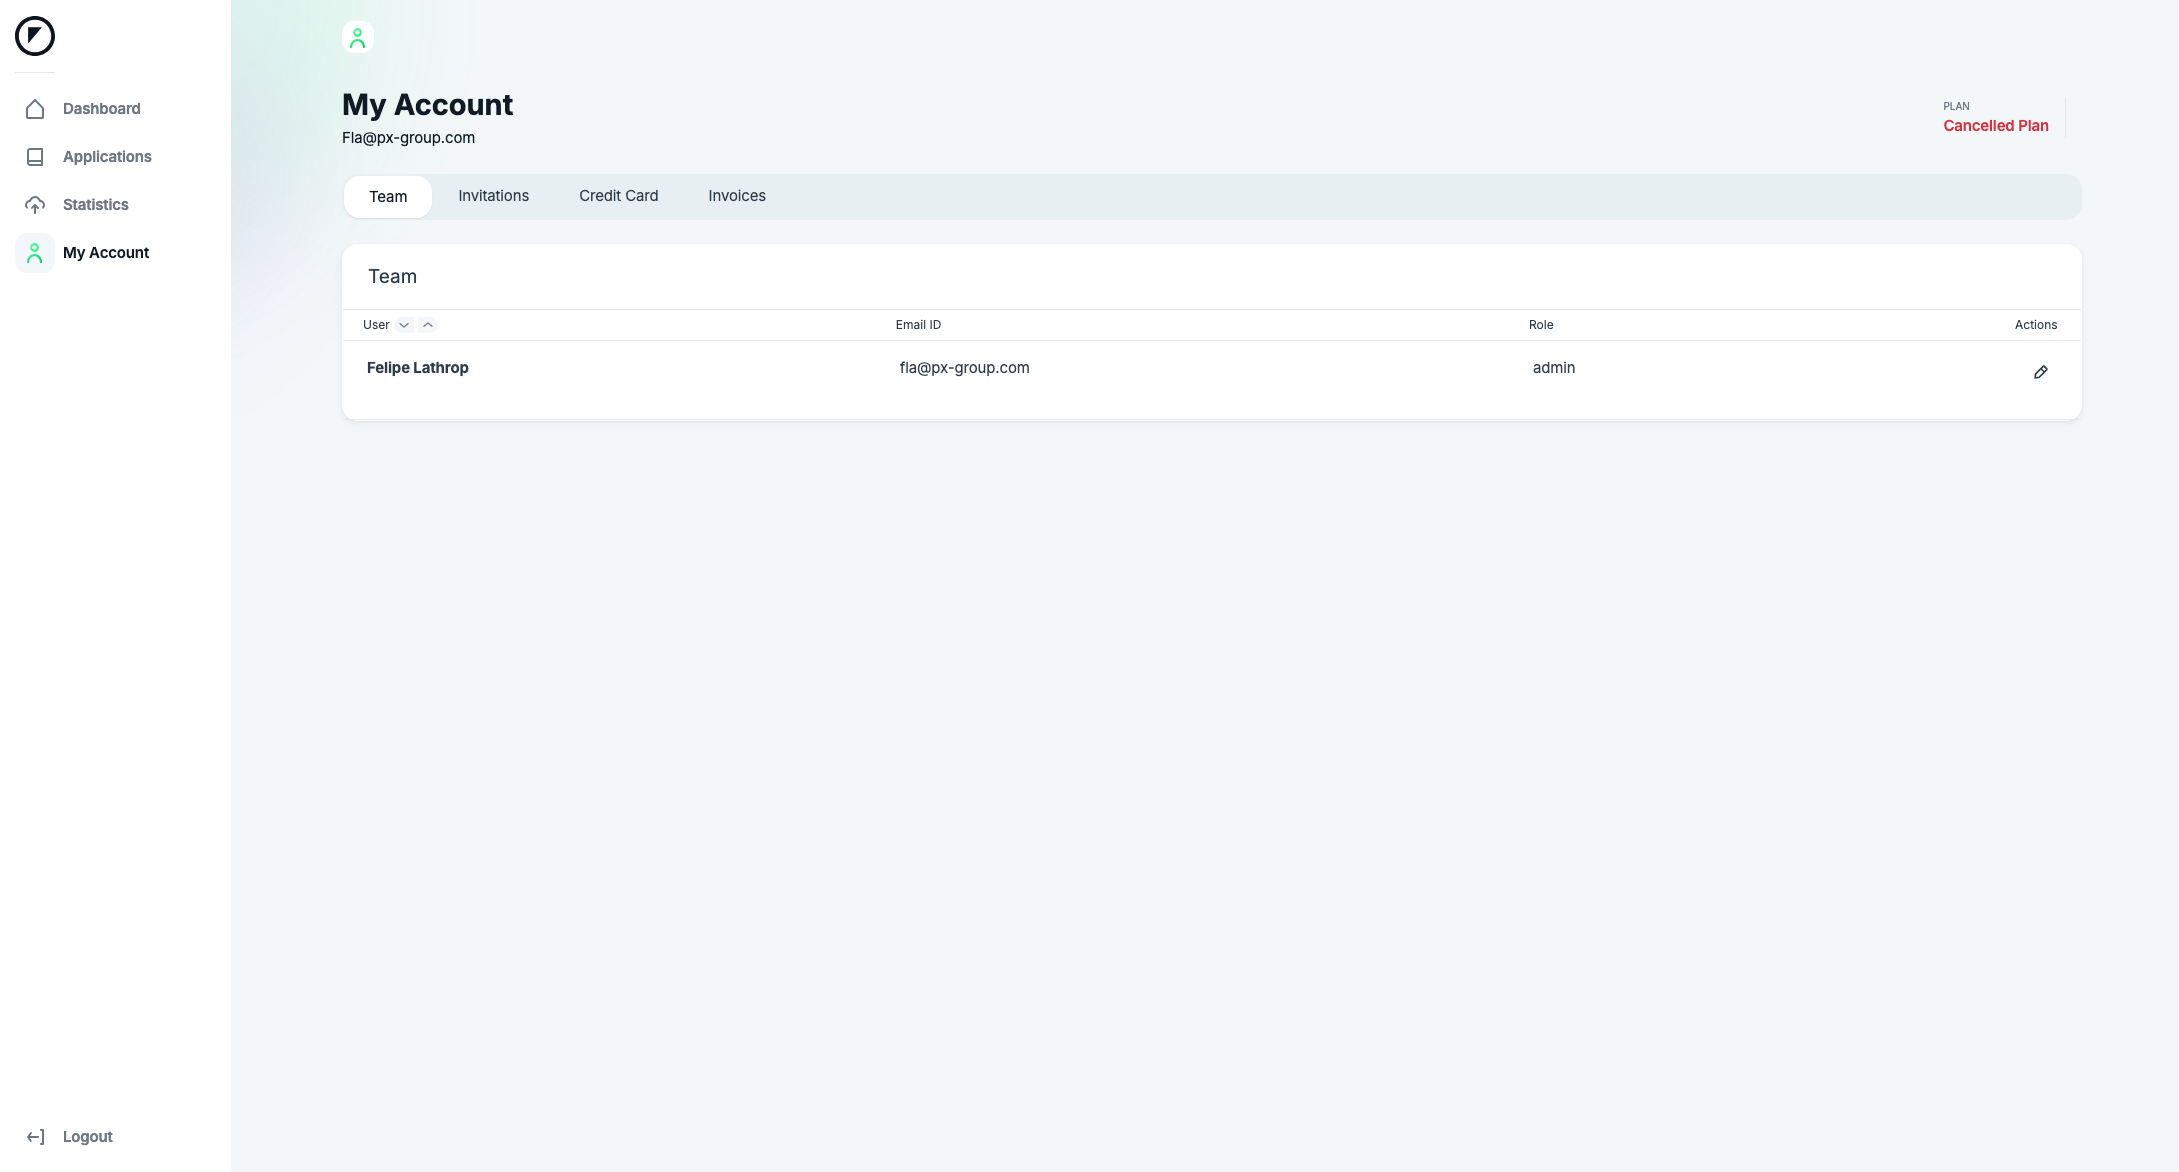 Dashboard
Applications
Statistics
My Account
Logout
My Account
Fla@px-group.com
PLAN
Cancelled Plan
Team Invitations Credit Card Invoices
Team
User Email ID Role Actions
Felipe Lathrop fla@px-group.com admin